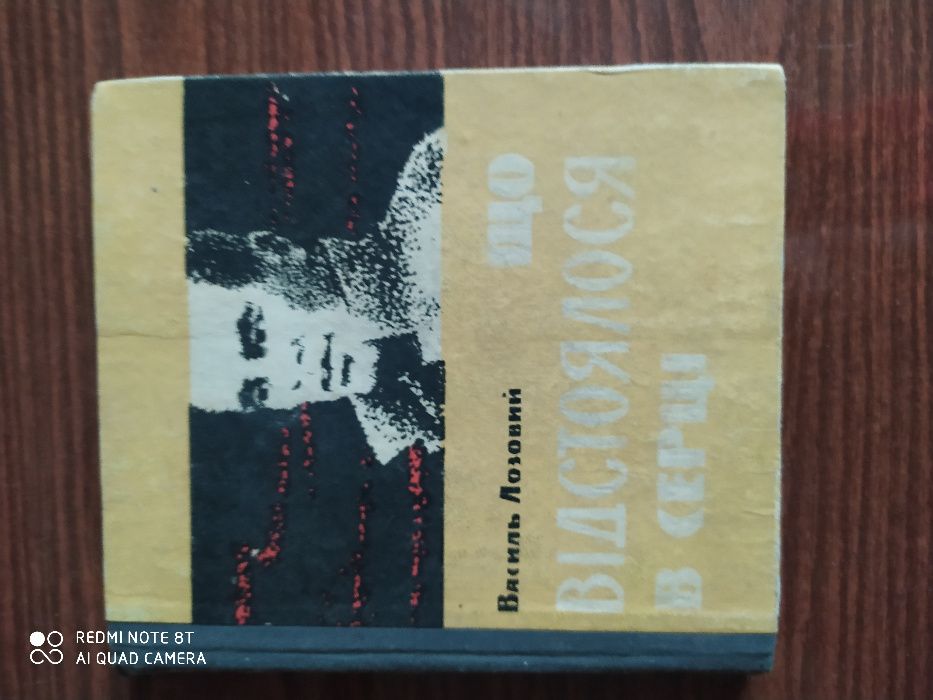 Василь Лозовий
ЩО
ВІДСТОЯЛОСЯ
В СЕРЦІ
REDMI NOTE 8T
AI QUAD CAMERA